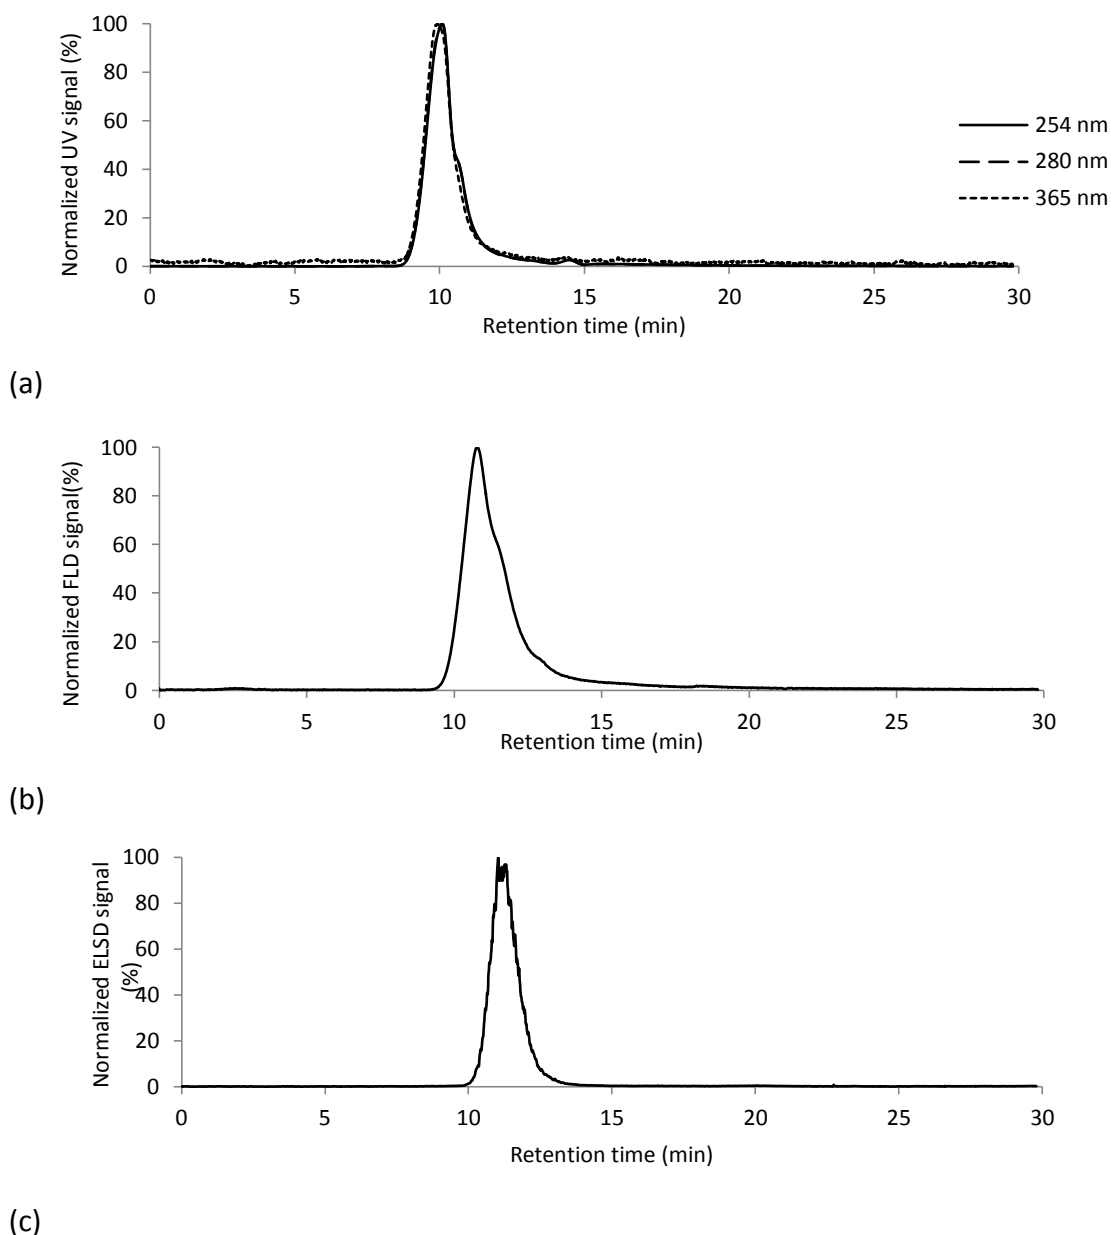 Normalized UV signal (%)
100
80
60
40
20
0
0 5 10 15 20 25 30
Retention time (min)
254 nm
280 nm
365 nm
(a)
Normalized FLD signal(%)
100
80
60
40
20
0
0 5 10 15 20 25 30
Retention time (min)
(b)
Normalized ELSD signal
(%)
100
80
60
40
20
0
0 5 10 15 20 25 30
Retention time (min)
(c)